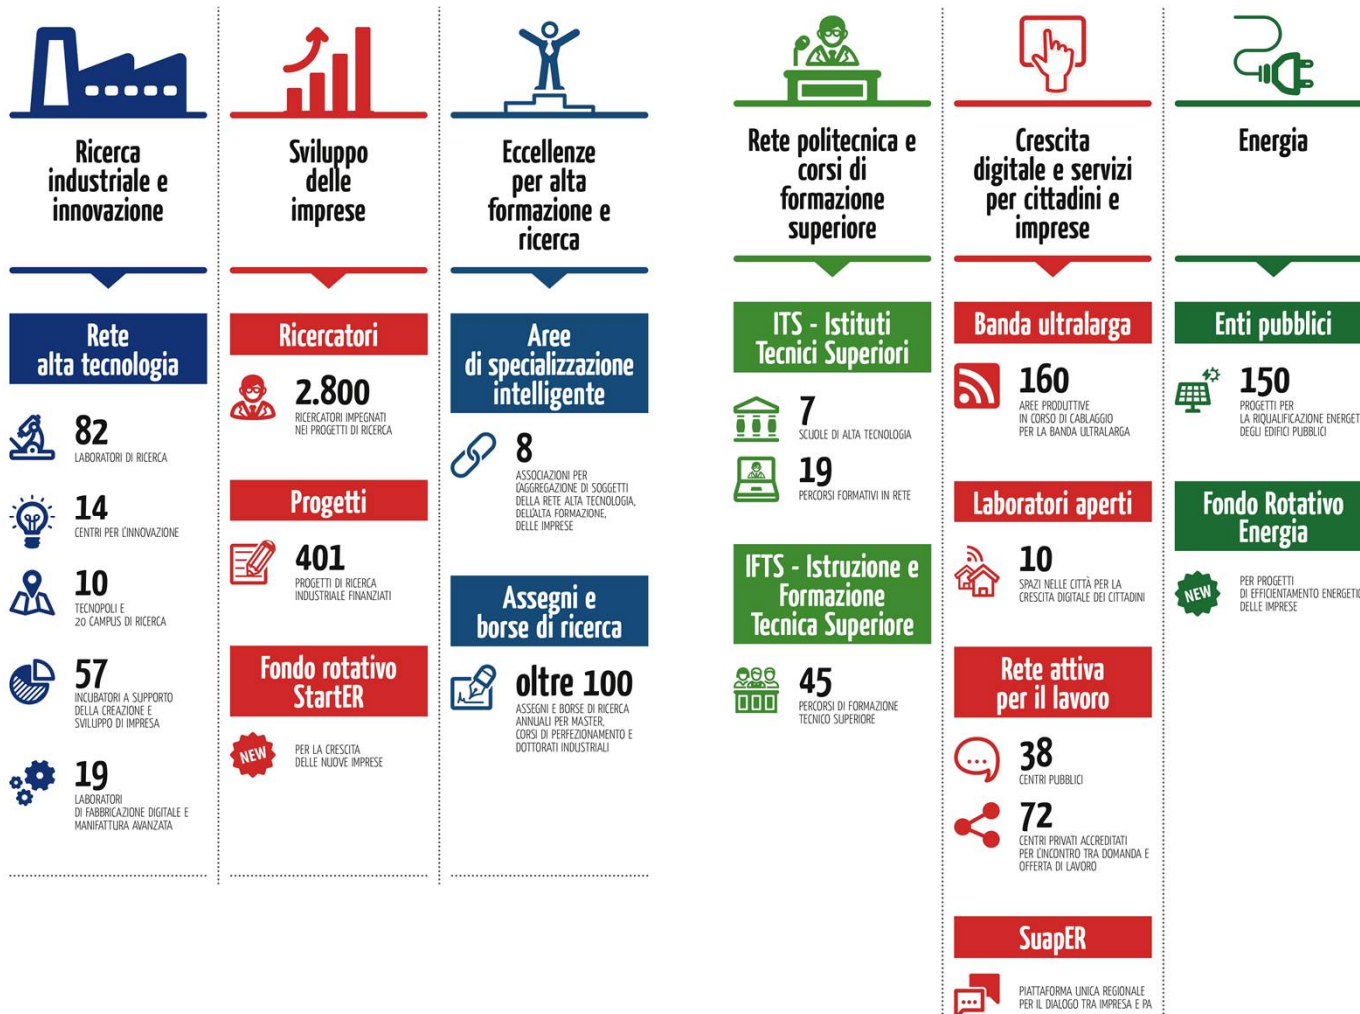 Ricerca
industriale e
innovazione
Rete
alta tecnologia
82
LABORATORI DI RICERCA
14
CENTRI PER L'INNOVAZIONE
10
TECNOPOLI E
20 CAMPUS DI RICERCA
57
INCUBATORI A SUPPORTO
DELLA CREAZIONE E
SVILUPPO DI IMPRESA
19
LABORATORI
DI FABBRICAZIONE DIGITALE E
MANIFATTURA AVANZATA
Sviluppo
delle
imprese
Ricercatori
2.800
RICERCATORI IMPEGNATI
NEI PROGETTI DI RICERCA
Progetti
401
PROGETTI DI RICERCA
INDUSTRIALE FINANZIATI
Fondo rotativo
StartER
NEW
PER LA CRESCITA
DELLE NUOVE IMPRESE
Eccellenze
per alta
formazione e
ricerca
Aree
di specializzazione
intelligente
8
ASSOCIAZIONI PER
L'AGGREGAZIONE DI SOGGETTI
DELLA RETE ALTA TECNOLOGIA,
DELL'ALTA FORMAZIONE,
DELLE IMPRESE
Assegni e
borse di ricerca
oltre 100
ASSEGNI E BORSE DI RICERCA
ANNUALI PER MASTER,
CORSI DI PERFEZIONAMENTO E
DOTTORATI INDUSTRIALI
Rete politecnica e
corsi di
formazione
superiore
ITS - Istituti
Tecnici Superiori
7
SCUOLE DI ALTA TECNOLOGIA
19
PERCORSI FORMATIVI IN RETE
IFTS - Istruzione e
Formazione
Tecnica Superiore
45
PERCORSI DI FORMAZIONE
TECNICO SUPERIORE
Crescita
digitale e servizi
per cittadini e
imprese
Banda ultralarga
160
AREE PRODUTTIVE
IN CORSO DI CABLAGGIO
PER LA BANDA ULTRALARGA
Laboratori aperti
10
SPAZI NELLE CITTÀ PER LA
CRESCITA DIGITALE DEI CITTADINI
Rete attiva
per il lavoro
38
CENTRI PUBBLICI
72
CENTRI PRIVATI ACCREDITATI
PER L'INCONTRO TRA DOMANDA E
OFFERTA DI LAVORO
SuapER
PIATTAFORMA UNICA REGIONALE
PER IL DIALOGO TRA IMPRESA E PA
Energia
Enti pubblici
150
PROGETTI PER
LA RIQUALIFICAZIONE ENERGET
DEGLI EDIFICI PUBBLICI
Fondo Rotativo
Energia
NEW
PER PROGETTI
DI EFFICIENTAMENTO ENERGETIC
DELLE IMPRESE